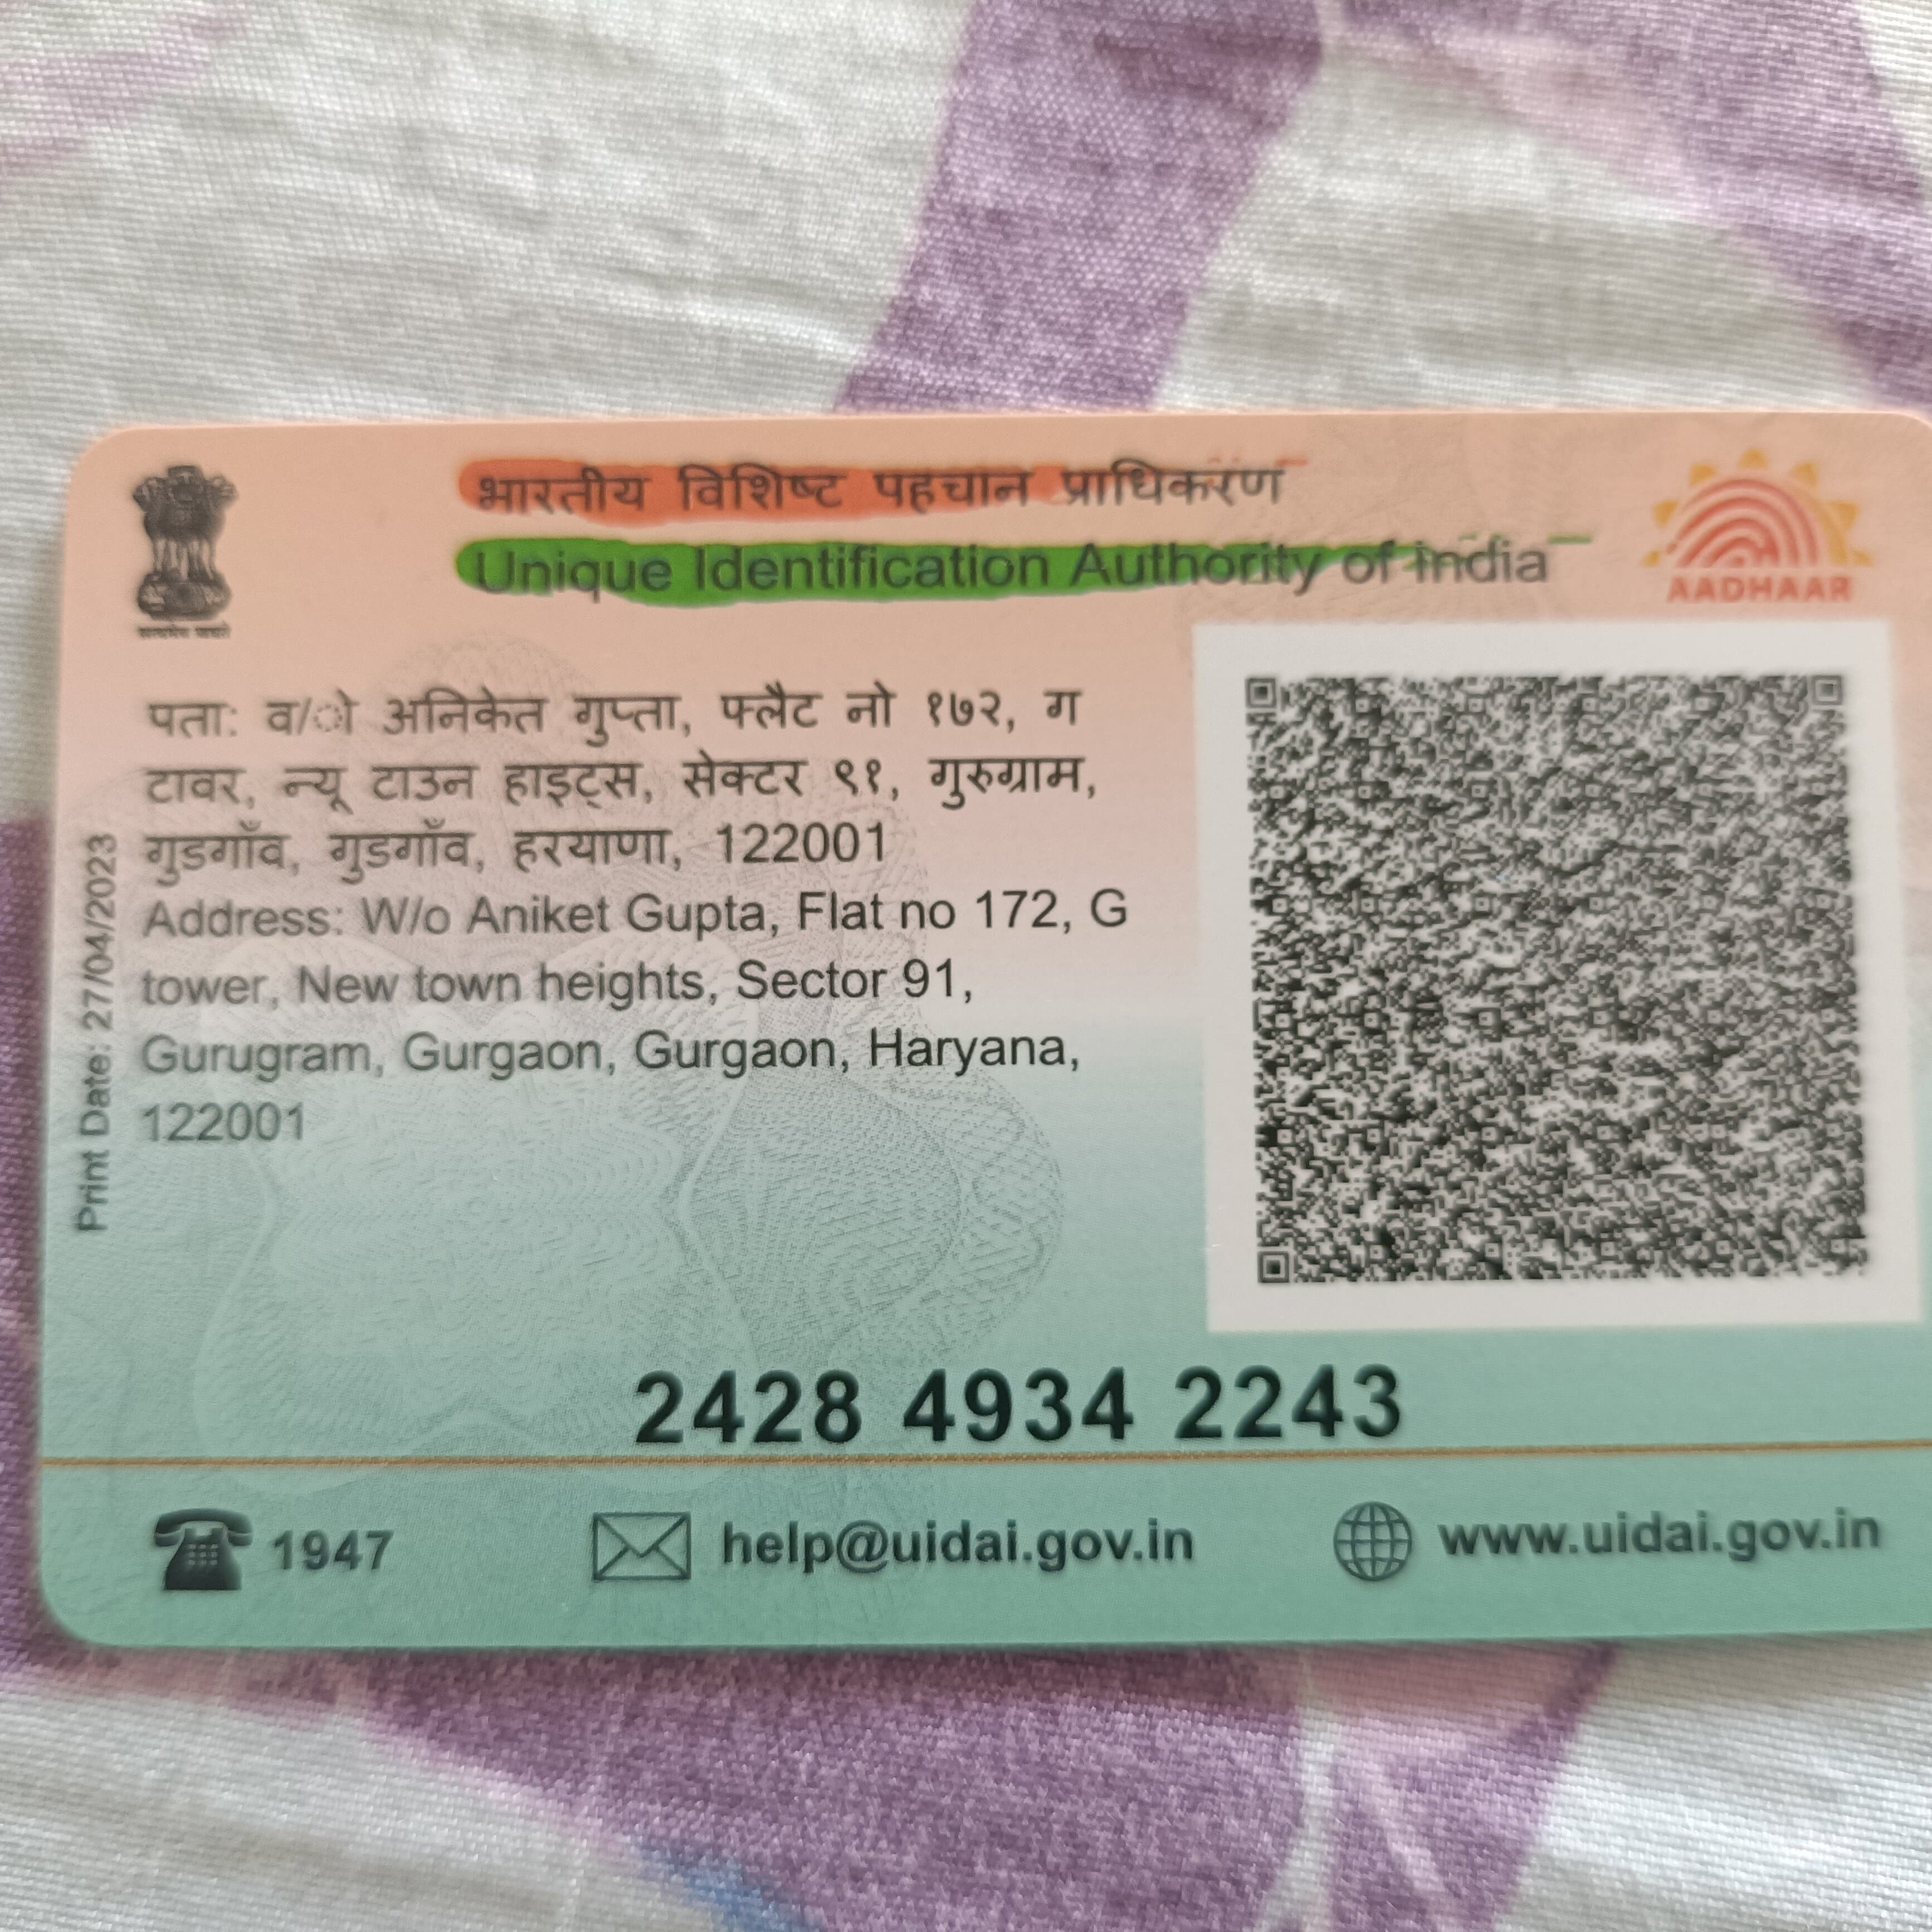 भारतीय विशिष्ट पहचान प्राधिकरण
Unique Identification Authority of India
AADHAAR
पता: व/ो अनिकेत गुप्ता, फ्लैट नो १७२, ग
टावर, न्यू टाउन हाइट्स, सेक्टर ९१, गुरुग्राम,
गुडगाँव, गुडगाँव, हरयाणा, 122001
Address: W/o Aniket Gupta, Flat no 172, G
tower, New town heights, Sector 91,
Gurugram, Gurgaon, Gurgaon, Haryana,
122001
Print Date: 27/04/2023
2428 4934 2243
1947
help@uidai.gov.in
www.uidai.gov.in